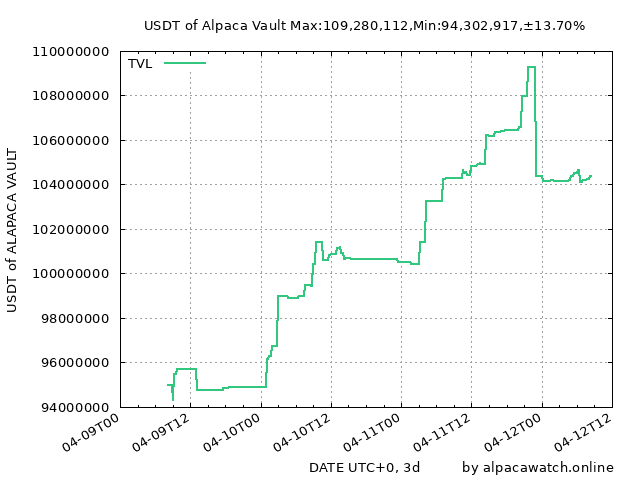 USDT of Alpaca Vault Max:109,280,112,Min:94,302,917,±13.70%
TVL
110000000
108000000
106000000
104000000
102000000
100000000
98000000
96000000
94000000
USDT of ALAPACA VAULT
04-09T00
04-09T12
04-10T00
04-10T12
04-11T00
04-11T12
04-12T00
04-12T12
DATE UTC+0, 3d
by alpacawatch.online